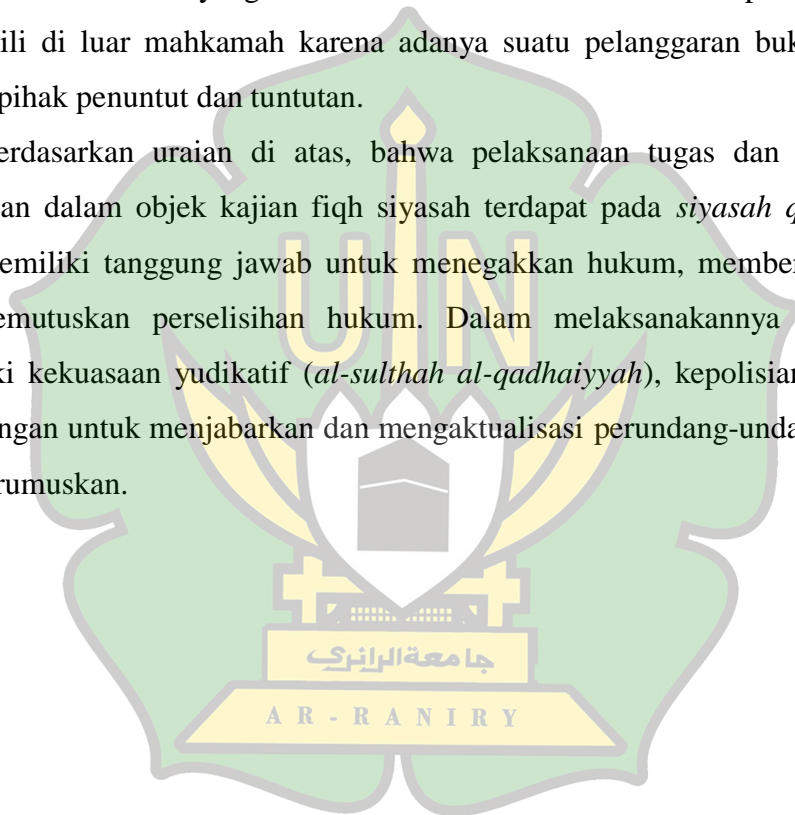 ili di luar mahkamah karena adanya suatu pelanggaran buk
pihak penuntut dan tuntutan.
erdasarkan uraian di atas, bahwa pelaksanaan tugas dan
an dalam objek kajian fiqh siyasah terdapat pada siyasah q
emiliki tanggung jawab untuk menegakkan hukum, member
emutuskan perselisihan hukum. Dalam melaksanakannya
ki kekuasaan yudikatif (al-sulthah al-qadhaiyyah), kepolisian
ngan untuk menjabarkan dan mengaktualisasi perundang-unda
rumuskan.
UIN
جامعة الرانري
AR-RANIRY